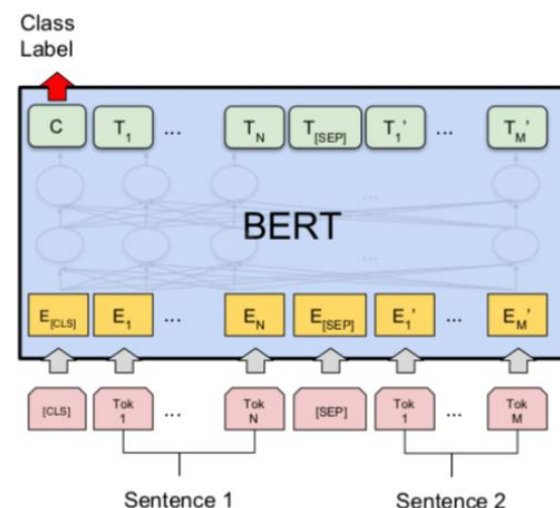 Class
Label
C T1 ... TN T[SEP] T1' ... TM'
...
BERT
...
E[CLS] E1 ... EN E[SEP] E1' ... EM'
[CLS] Tok 1 ... Tok N [SEP] Tok 1 ... Tok M
Sentence 1 Sentence 2